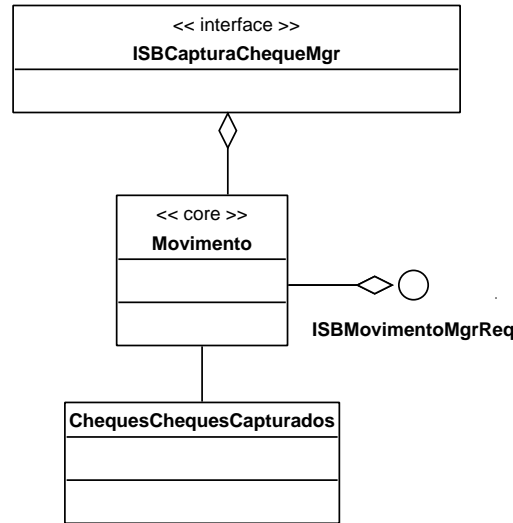 << interface >>
ISBCapturaChequeMgr
<< core >>
Movimento
ISBMovimentoMgrReq
ChequesChequesCapturados